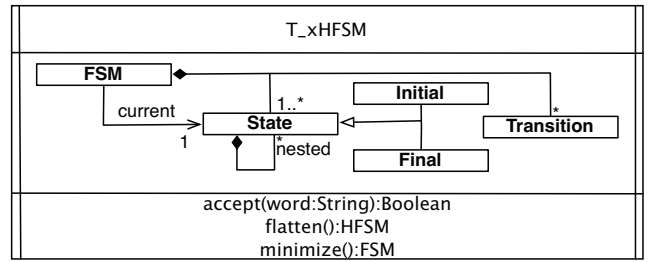 T_xHFSM
FSM
Initial
current
1..*
State
*
Transition
1
*
nested
Final
accept(word:String):Boolean
flatten():HFSM
minimize():FSM